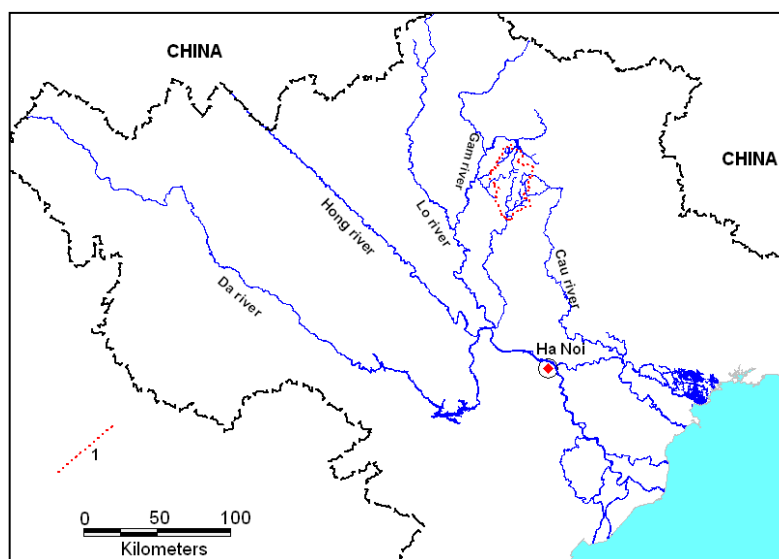 CHINA
CHINA
Gam river
Lo river
Hong river
Da river
Cau river
Ha Noi
1
0 50 100
Kilometers